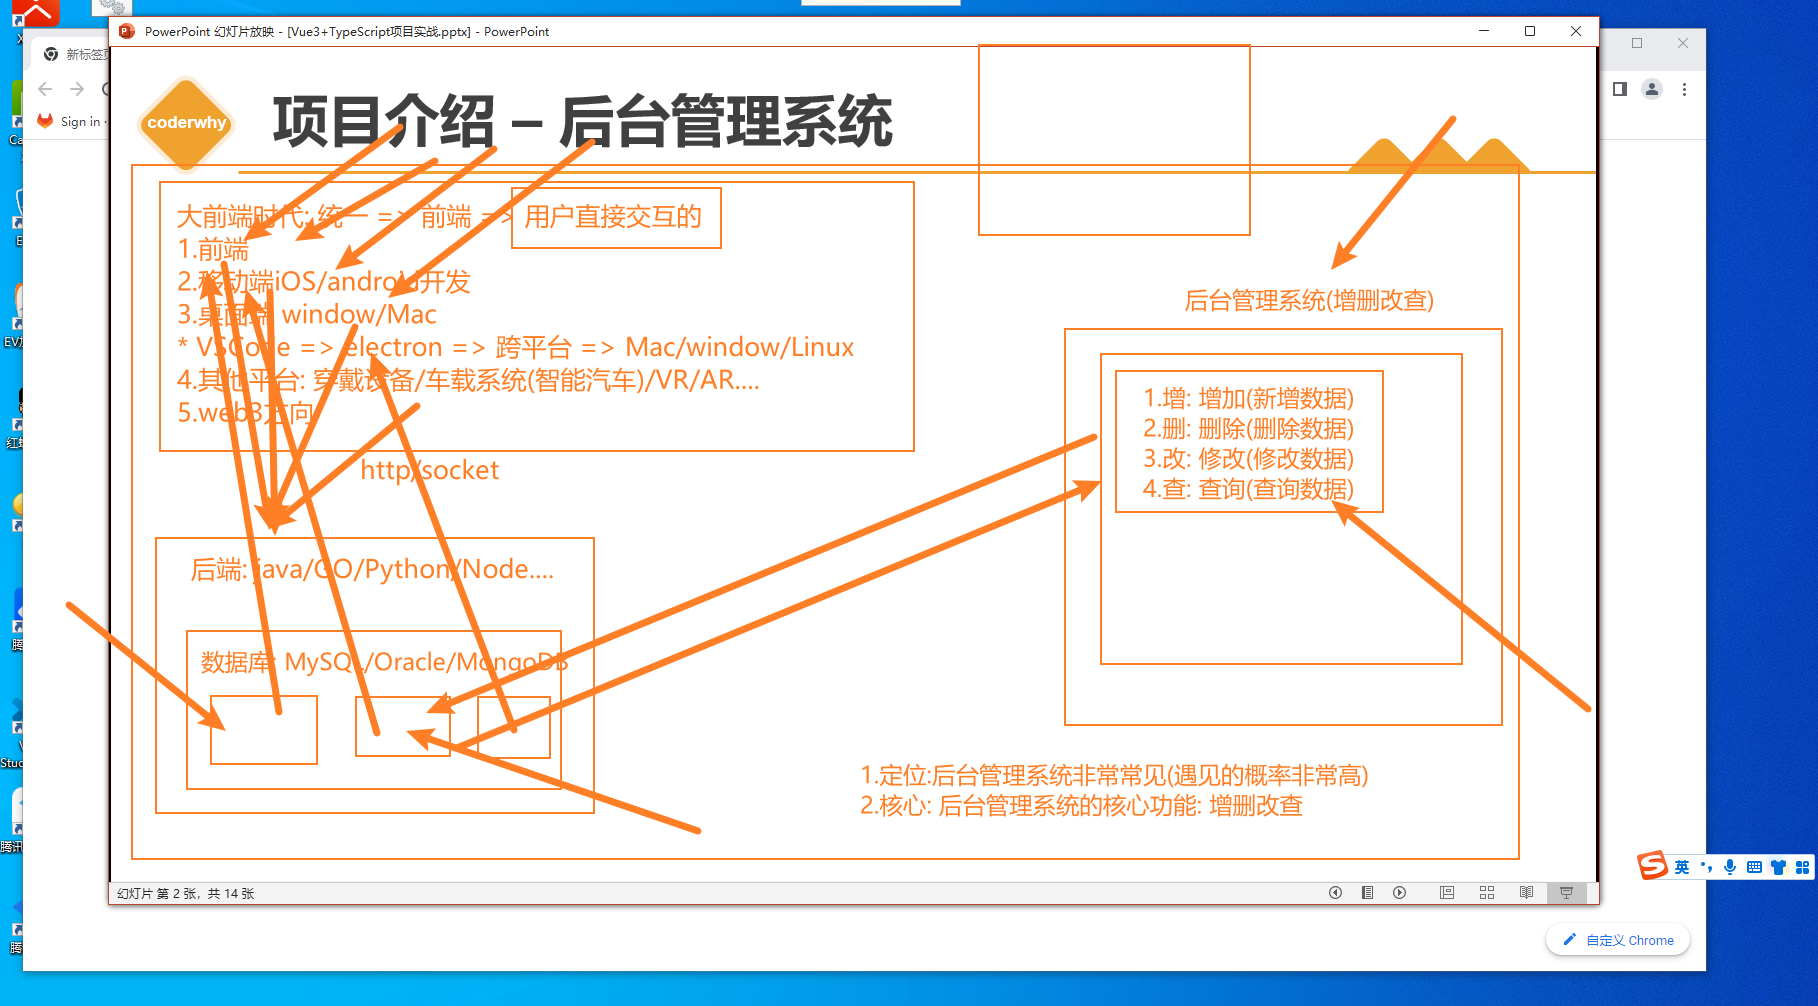 PowerPoint 幻灯片放映 - [Vue3+TypeScript项目实战.pptx] - PowerPoint
新标签页
Sign in ·
coderwhy
项目介绍 – 后台管理系统
大前端时代: 统一 => 前端 => 用户直接交互的
1.前端
2.移动端iOS/android开发
3.桌面端 window/Mac
* VSCode => electron => 跨平台 => Mac/window/Linux
4.其他平台: 穿戴设备/车载系统(智能汽车)/VR/AR....
5.web3方向
http/socket
后端: java/GO/Python/Node....
数据库: MySQL/Oracle/MongoDB
后台管理系统(增删改查)
1.增: 增加(新增数据)
2.删: 删除(删除数据)
3.改: 修改(修改数据)
4.查: 查询(查询数据)
1.定位:后台管理系统非常常见(遇见的概率非常高)
2.核心: 后台管理系统的核心功能: 增删改查
幻灯片 第 2 张，共 14 张
英
自定义 Chrome